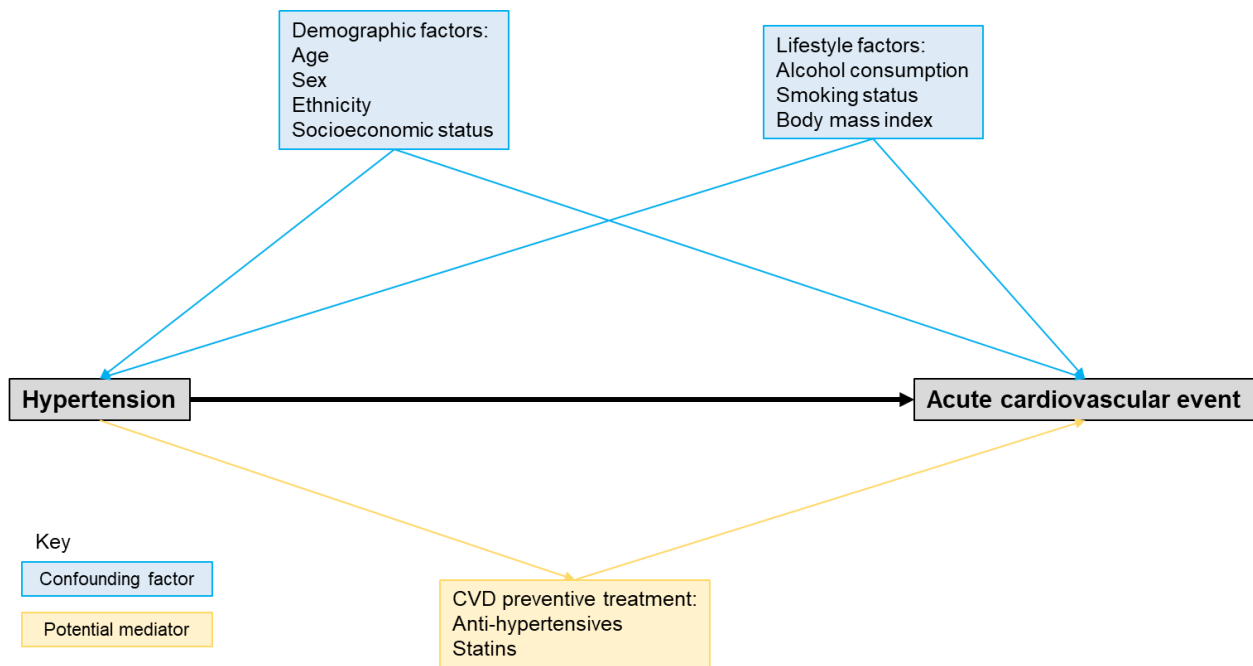 Demographic factors:
Age
Sex
Ethnicity
Socioeconomic status
Lifestyle factors:
Alcohol consumption
Smoking status
Body mass index
Hypertension
Acute cardiovascular event
Key
Confounding factor
Potential mediator
CVD preventive treatment:
Anti-hypertensives
Statins